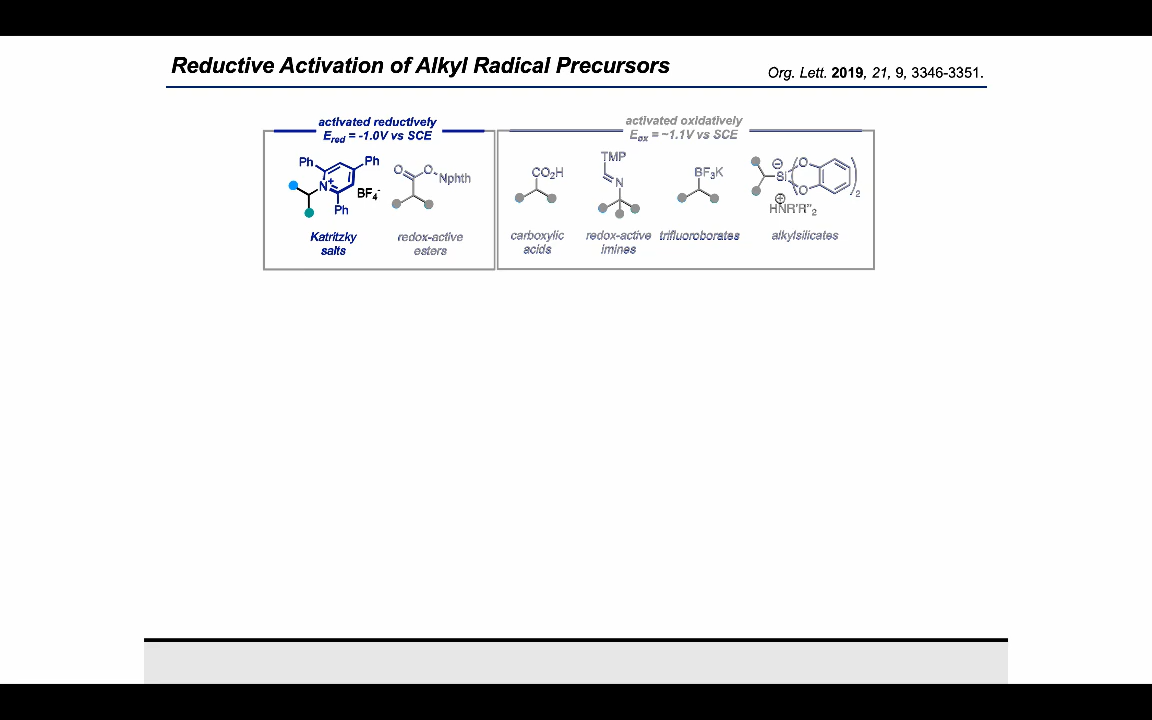 Reductive Activation of Alkyl Radical Precursors
Org. Lett. 2019, 21, 9, 3346-3351.
activated reductively
Ered = -1.0V vs SCE
activated oxidatively
Eox = ~1.1V vs SCE
Ph
Ph
N+
BF4-
Ph
O
O
Nphth
CO2H
TMP
N
BF3K
⊖
Si
O
O
2
⊕
HNR'R"2
Katritzky
salts
redox-active
esters
carboxylic
acids
redox-active
imines
trifluoroborates
alkylsilicates